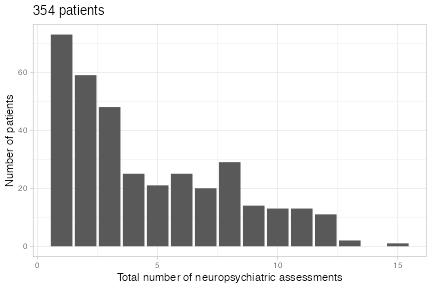 354 patients
Number of patients
60
40
20
0
0
5
10
15
Total number of neuropsychiatric assessments